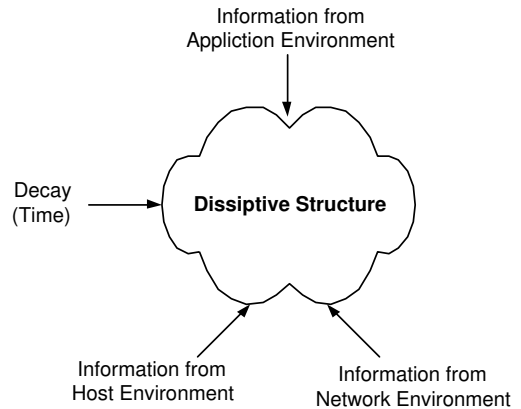 Information from
Appliction Environment
Decay
(Time)
Dissiptive Structure
Information from
Host Environment
Information from
Network Environment